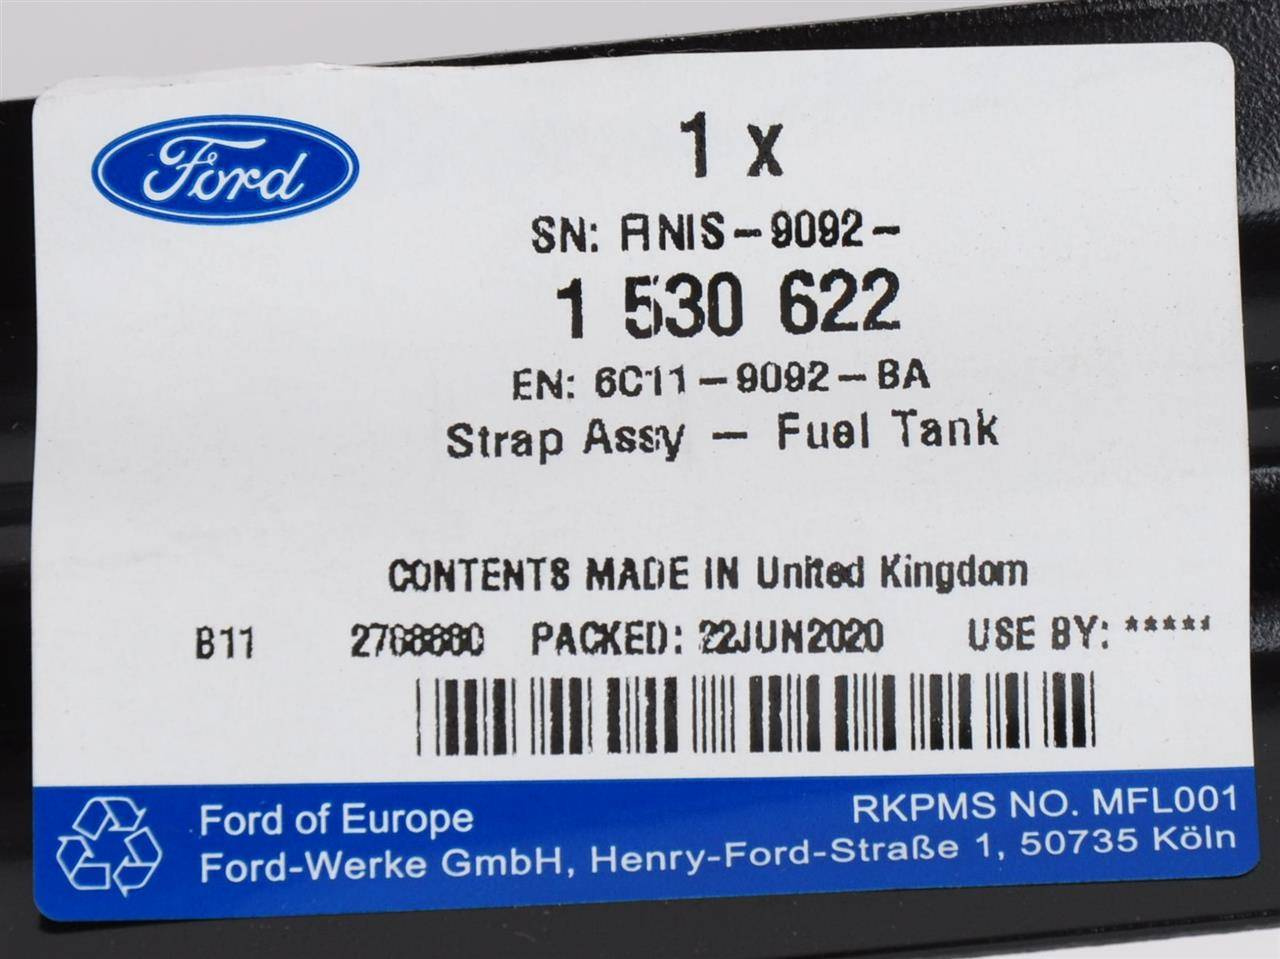 Ford
1 x
SN: FINIS-9092-
1 530 622
EN: 6C11-9092-BA
Strap Assy - Fuel Tank
CONTENTS MADE IN United Kingdom
B11 PACKED: 22JUN2020 USE BY: *****
Ford of Europe
RKPMS NO. MFL001
Ford-Werke GmbH, Henry-Ford-Straße 1, 50735 Köln